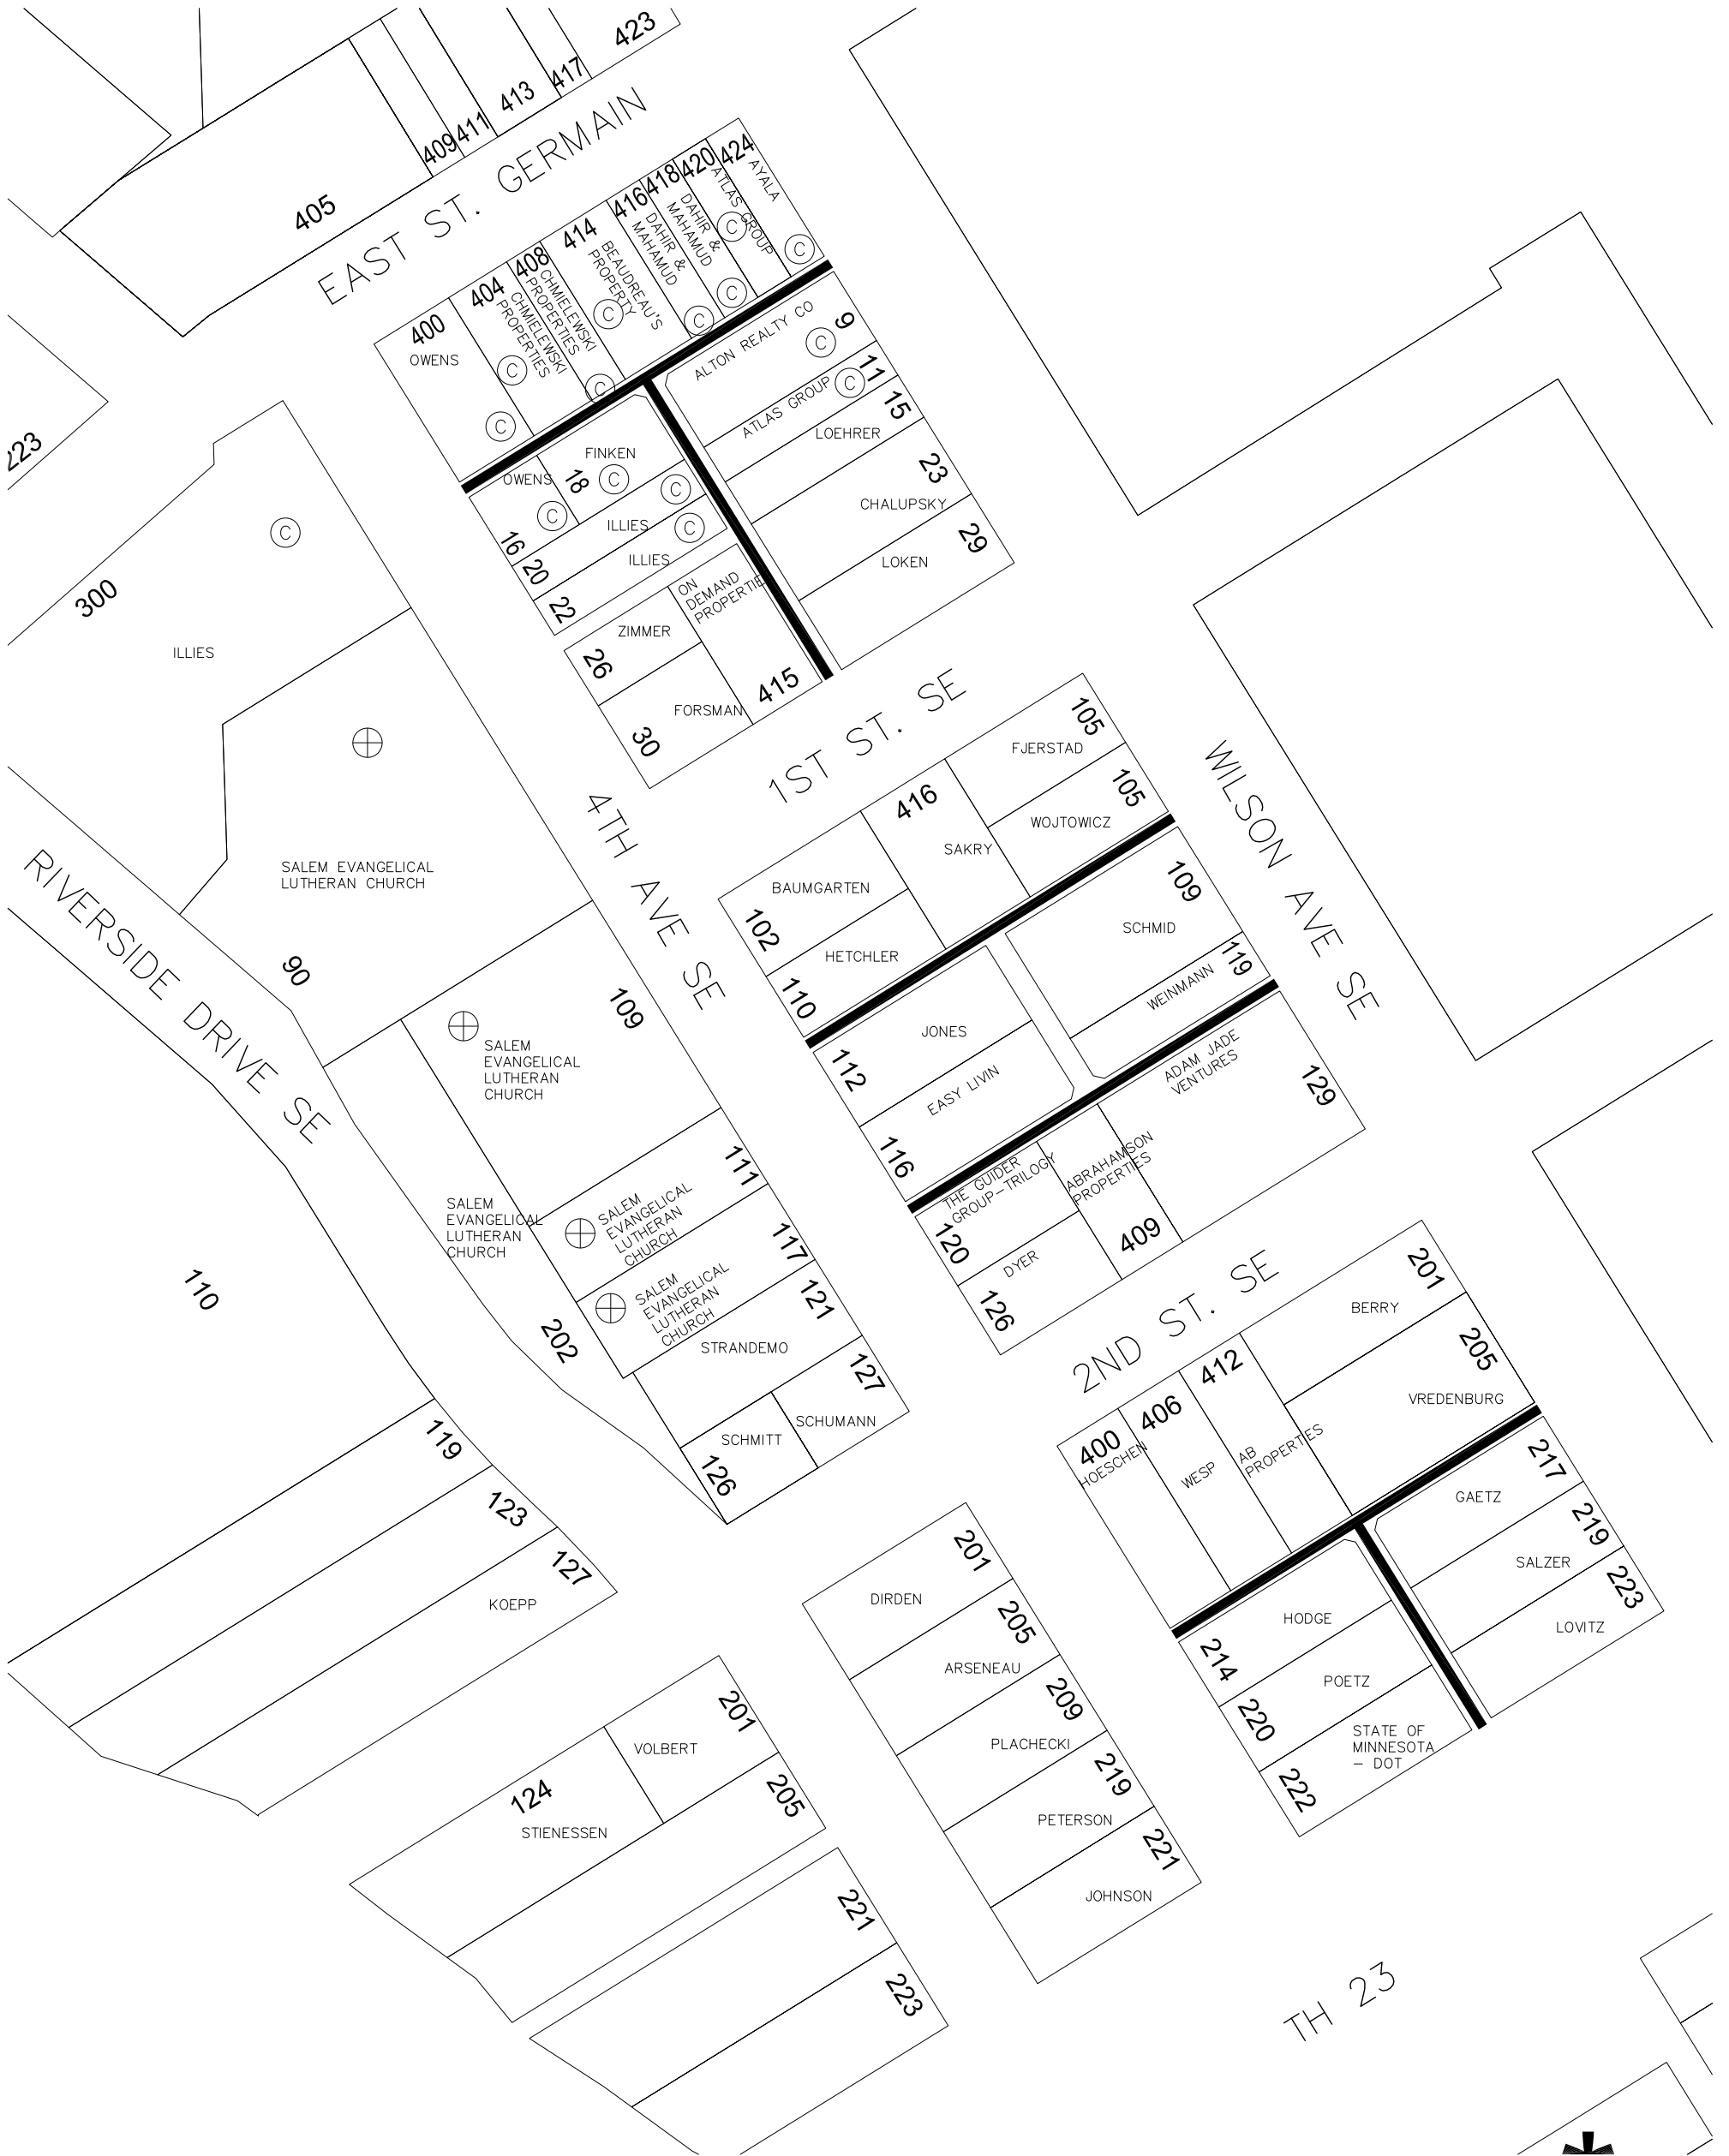 423
417
413
411
409
405
EAST ST. GERMAIN
424
AYALA
C
420
ATLAS GROUP
C
418
DAHIR &
MAHAMUD
C
416
DAHIR &
MAHAMUD
C
414
BEAUDREAU'S
PROPERTY
C
408
CHMIELEWSKI
PROPERTIES
C
404
CHMIELEWSKI
PROPERTIES
C
400
OWENS
C
223
9
ALTON REALTY CO
C
11
ATLAS GROUP
C
15
LOEHRER
23
CHALUPSKY
29
LOKEN
FINKEN
18
C
OWENS
16
C
ILLIES
20
C
ILLIES
22
C
ZIMMER
26
ON
DEMAND
PROPERTIE
415
FORSMAN
30
300
C
ILLIES
1ST ST. SE
4TH AVE SE
WILSON AVE SE
RIVERSIDE DRIVE SE
SALEM EVANGELICAL
LUTHERAN CHURCH
90
105
FJERSTAD
105
WOJTOWICZ
416
SAKRY
BAUMGARTEN
102
HETCHLER
110
109
SCHMID
119
WEINMANN
JONES
112
EASY LIVIN
116
ADAM JADE
VENTURES
129
ABRAHAMSON
PROPERTIES
409
THE GUIDER
GROUP-TRILOGY
120
DYER
126
109
SALEM
EVANGELICAL
LUTHERAN
CHURCH
111
SALEM
EVANGELICAL
LUTHERAN
CHURCH
117
SALEM
EVANGELICAL
LUTHERAN
CHURCH
SALEM
EVANGELICAL
LUTHERAN
CHURCH
202
121
STRANDEMO
127
SCHUMANN
SCHMITT
126
110
119
123
127
KOEPP
2ND ST. SE
201
BERRY
205
VREDENBURG
412
AB
PROPERTIES
406
WESP
400
HOESCHEN
217
GAETZ
219
SALZER
223
LOVITZ
HODGE
214
POETZ
220
STATE OF
MINNESOTA
- DOT
222
201
DIRDEN
205
ARSENEAU
209
PLACHECKI
219
PETERSON
221
JOHNSON
201
VOLBERT
124
STIENESSEN
205
221
223
TH 23